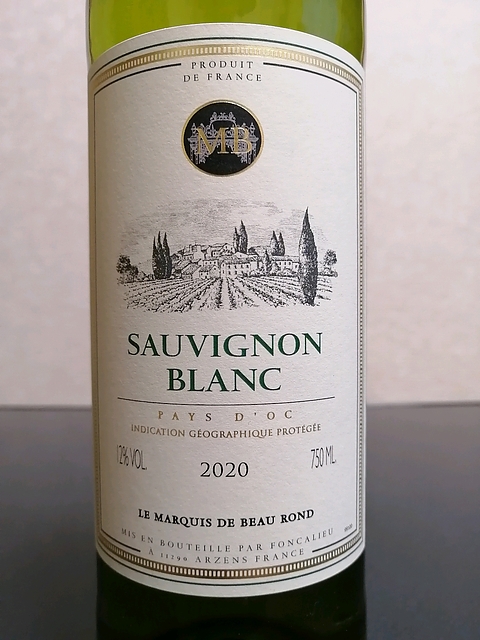 PRODUIT
DE FRANCE
MB
SAUVIGNON
BLANC
PAYS D'OC
INDICATION GÉOGRAPHIQUE PROTÉGÉE
12% VOL. 2020 750 ML.
LE MARQUIS DE BEAU ROND
MIS EN BOUTEILLE PAR FONCALIEU
À 11290 ARZENS FRANCE